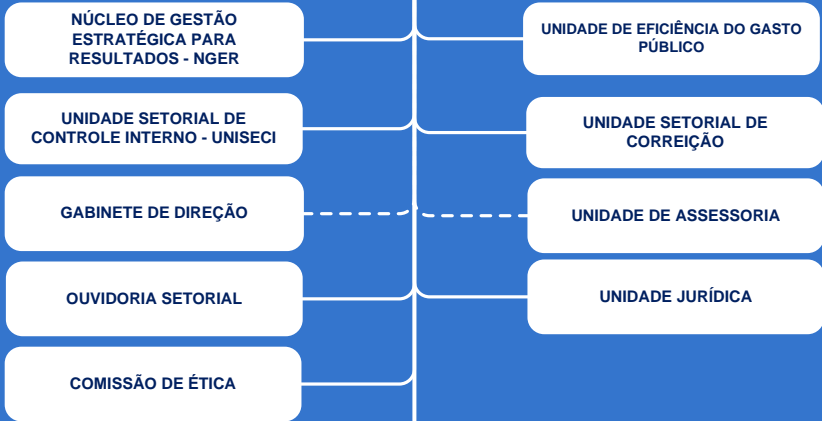 NÚCLEO DE GESTÃO
ESTRATÉGICA PARA
RESULTADOS - NGER
UNIDADE DE EFICIÊNCIA DO GASTO
PÚBLICO
UNIDADE SETORIAL DE
CONTROLE INTERNO - UNISECI
UNIDADE SETORIAL DE
CORREIÇÃO
GABINETE DE DIREÇÃO
UNIDADE DE ASSESSORIA
OUVIDORIA SETORIAL
UNIDADE JURÍDICA
COMISSÃO DE ÉTICA